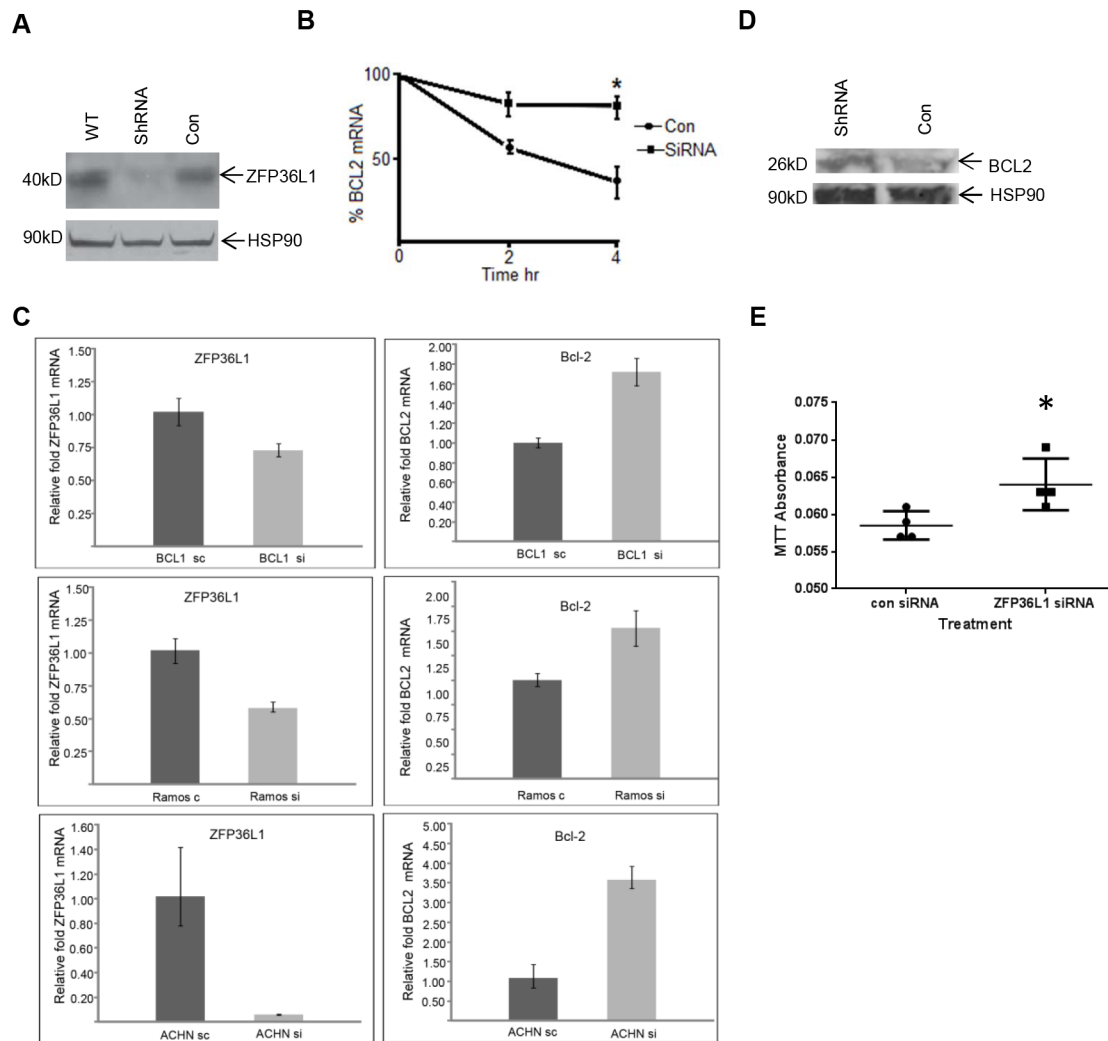 A
WT
ShRNA
Con
40kD
ZFP36L1
90kD
HSP90
B
% BCL2 mRNA
100
50
*
Con
SiRNA
0
2
4
Time hr
D
ShRNA
Con
26kD
BCL2
90kD
HSP90
C
ZFP36L1
Relative fold ZFP36L1 mRNA
1.50
1.25
1.00
0.75
0.50
0.25
BCL1 sc
BCL1 si
Bcl-2
Relative fold BCL2 mRNA
2.00
1.80
1.60
1.40
1.20
1.00
0.80
0.60
0.40
0.20
BCL1 sc
BCL1 si
ZFP36L1
Relative fold ZFP36L1 mRNA
1.50
1.25
1.00
0.75
0.50
0.25
Ramos c
Ramos si
Bcl-2
Relative fold BCL2 mRNA
2.00
1.75
1.50
1.25
1.00
0.75
0.50
0.25
Ramos c
Ramos si
ZFP36L1
Relative fold ZFP36L1 mRNA
1.60
1.40
1.20
1.00
0.80
0.60
0.40
0.20
ACHN sc
ACHN si
Bcl-2
Relative fold BCL2 mRNA
5.00
4.50
4.00
3.50
3.00
2.50
2.00
1.50
1.00
0.50
ACHN sc
ACHN si
E
*
MTT Absorbance
0.075
0.070
0.065
0.060
0.055
0.050
con siRNA
ZFP36L1 siRNA
Treatment